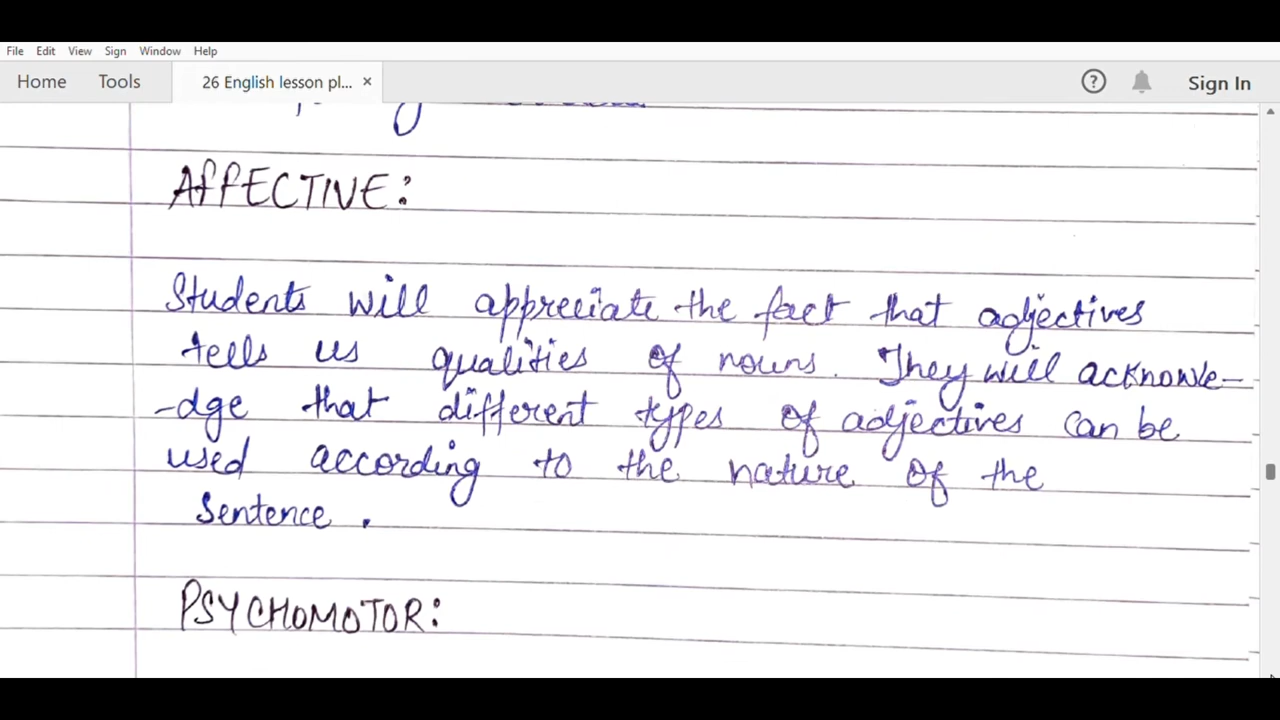 File Edit View Sign Window Help
Home Tools 26 English lesson pl... × ? Sign In
AFFECTIVE:
Students will appreciate the fact that adjectives
tells us qualities of nouns. They will acknowle-
-dge that different types of adjectives can be
used according to the nature of the
Sentence.
PSYCHOMOTOR: